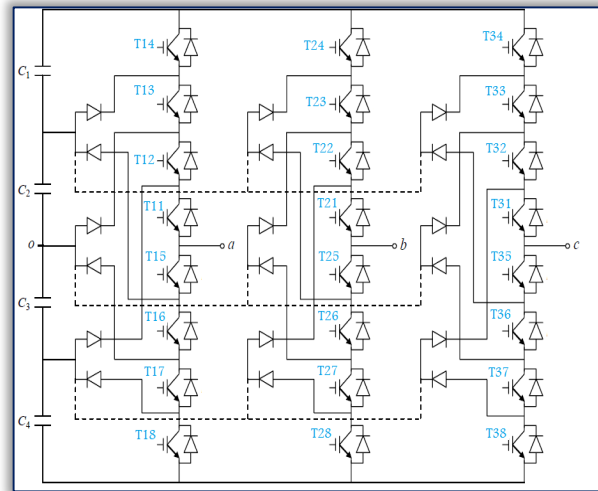 T14 T24 T34
C1
T13 T23 T33
T12 T22 T32
C2
T11 T21 T31
o a b c
T15 T25 T35
C3
T16 T26 T36
T17 T27 T37
C4
T18 T28 T38